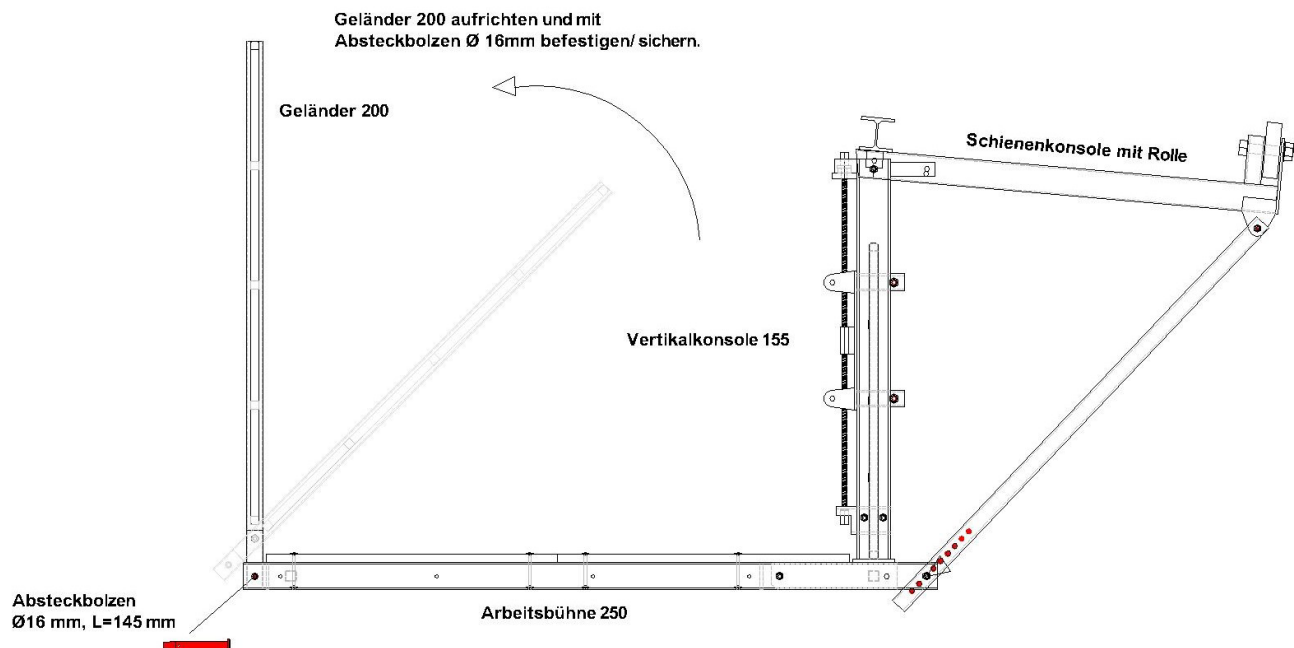 Geländer 200 aufrichten und mit
Absteckbolzen Ø 16mm befestigen/ sichern.
Geländer 200
Schienenkonsole mit Rolle
Vertikalkonsole 155
Absteckbolzen
Ø16 mm, L=145 mm
Arbeitsbühne 250